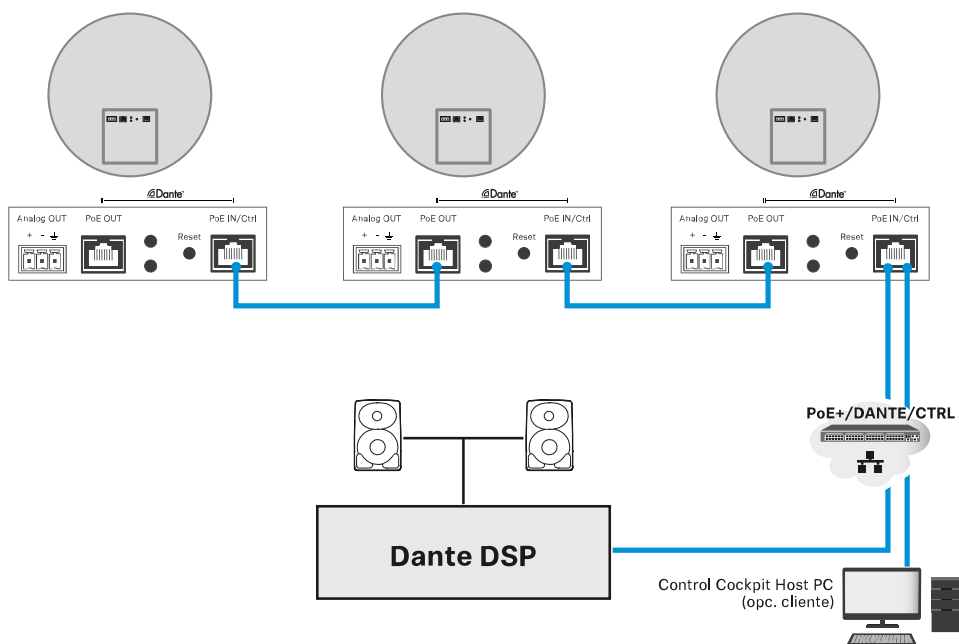 Dante
Analog OUT PoE OUT PoE IN/Ctrl
+ - Reset
Dante
Analog OUT PoE OUT PoE IN/Ctrl
+ - Reset
Dante
Analog OUT PoE OUT PoE IN/Ctrl
+ - Reset
PoE+/DANTE/CTRL
Dante DSP
Control Cockpit Host PC
(opc. cliente)